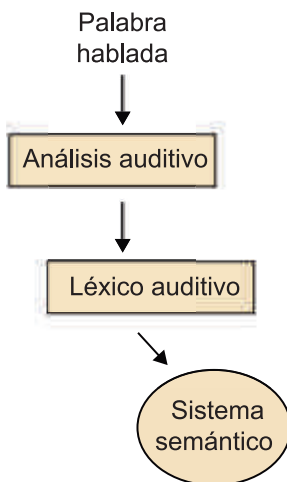 Palabra
hablada
Análisis auditivo
Léxico auditivo
Sistema
semántico